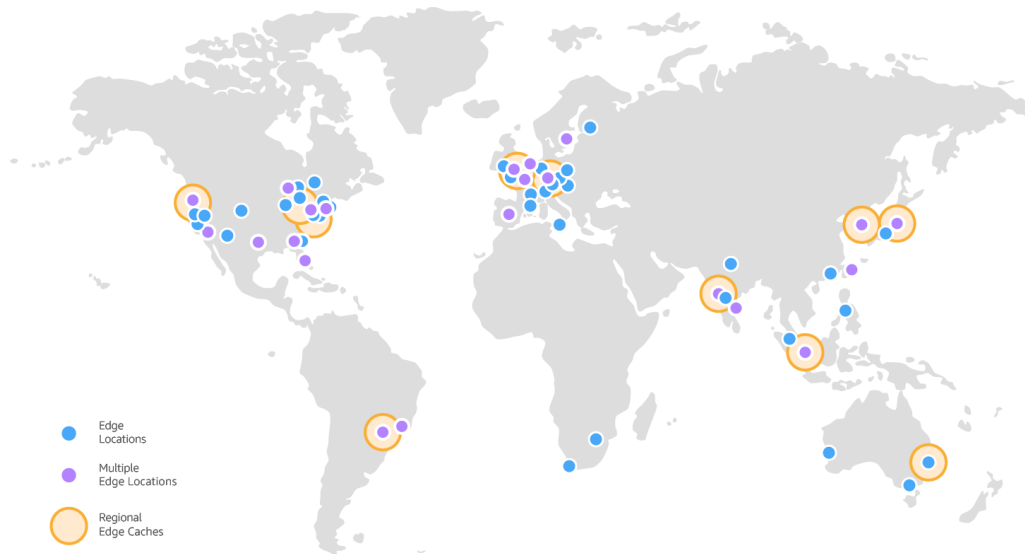 Edge
Locations
Multiple
Edge Locations
Regional
Edge Caches